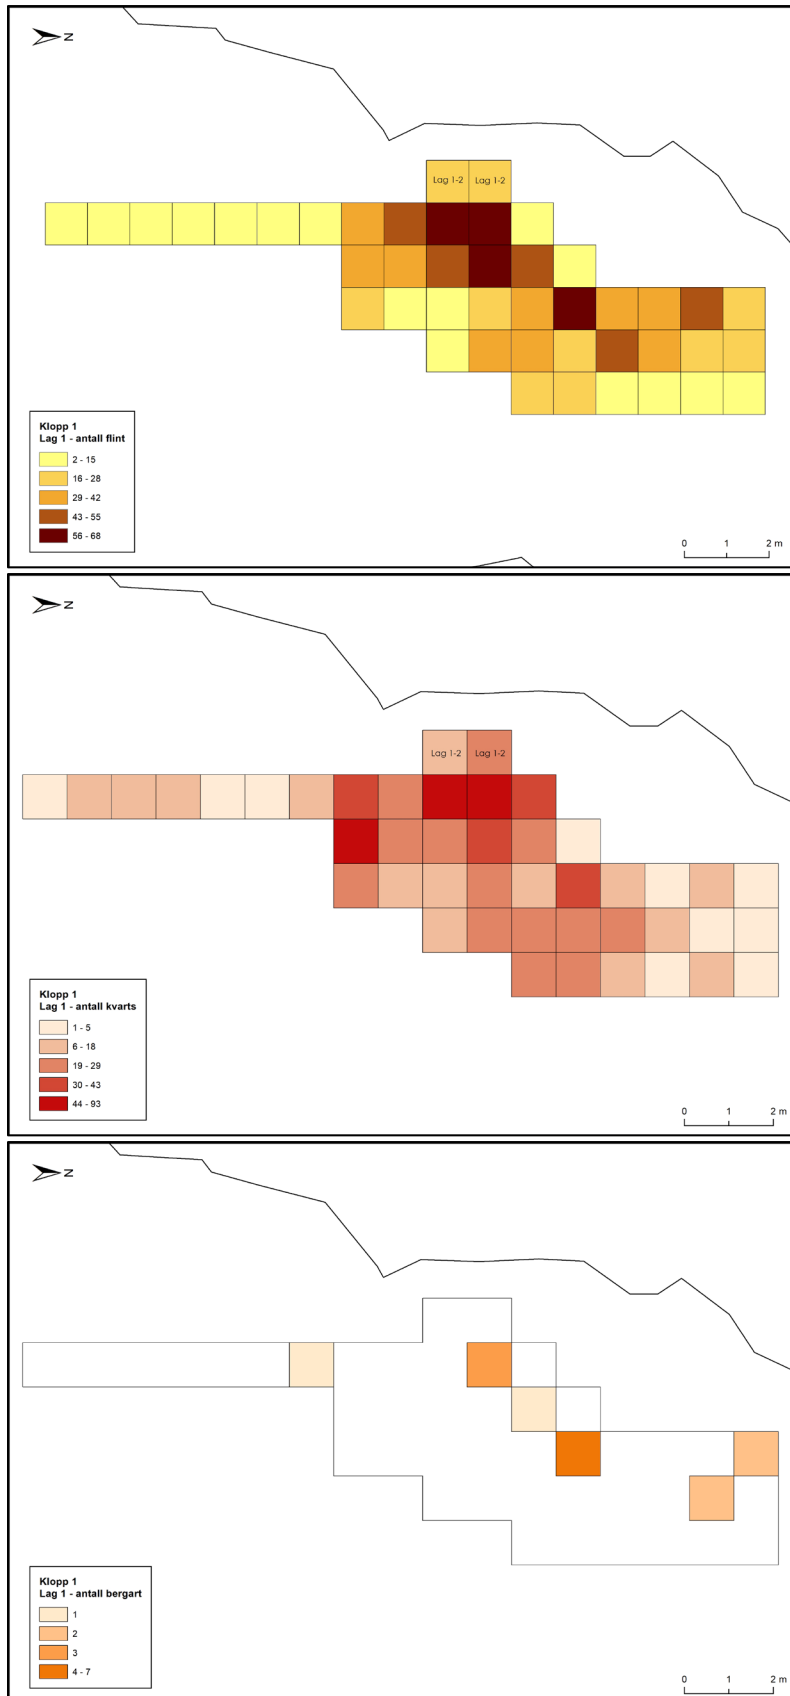 N
Lag 1-2 Lag 1-2
Klopp 1
Lag 1 - antall flint
2 - 15
16 - 28
29 - 42
43 - 55
56 - 68
0 1 2 m
N
Lag 1-2 Lag 1-2
Klopp 1
Lag 1 - antall kvarts
1 - 5
6 - 18
19 - 29
30 - 43
44 - 93
0 1 2 m
N
Klopp 1
Lag 1 - antall bergart
1
2
3
4 - 7
0 1 2 m